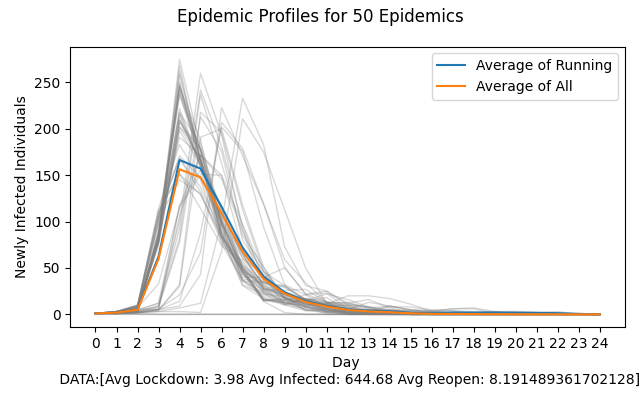 Epidemic Profiles for 50 Epidemics
Newly Infected Individuals
250
200
150
100
50
0
Average of Running
Average of All
0 1 2 3 4 5 6 7 8 9 10 11 12 13 14 15 16 17 18 19 20 21 22 23 24
Day
DATA:[Avg Lockdown: 3.98 Avg Infected: 644.68 Avg Reopen: 8.191489361702128]